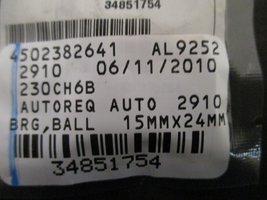 34851754
4502382641 AL9252
2910 06/11/2010
230CH6B
AUTOREQ AUTO 2910
BRG,BALL 15MMX24MM
34851754